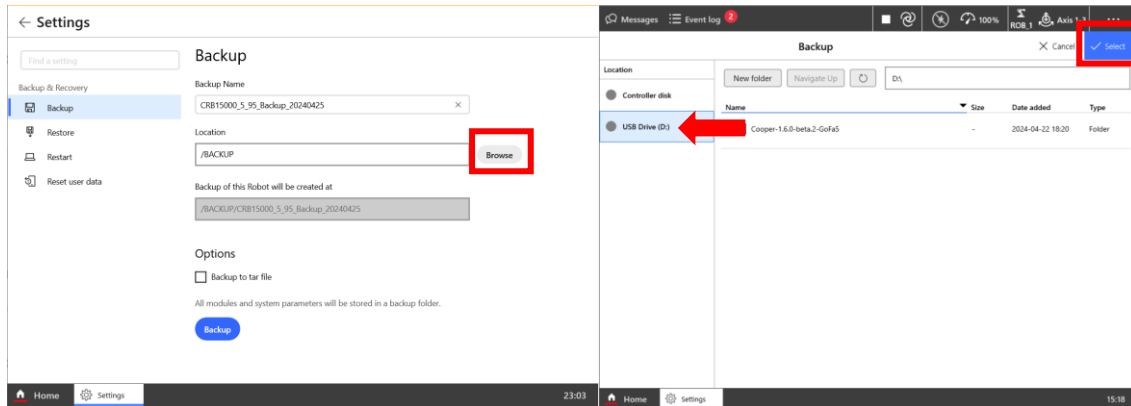 ← Settings
Find a setting
Backup & Recovery
Backup
Restore
Restart
Reset user data
Backup
Backup Name
CRB15000_5_95_Backup_20240425 ×
Location
/BACKUP
Browse
Backup of this Robot will be created at
/BACKUP/CRB15000_5_95_Backup_20240425
Options
Backup to tar file
All modules and system parameters will be stored in a backup folder.
Backup
Home Settings 23:03
Messages Event log 2 100% Σ ROB_1 Axis 1-3 ...
Backup × Cancel ✓ Select
Location
Controller disk
USB Drive (D:)
New folder Navigate Up D:\
Name Size Date added Type
Cooper-1.6.0-beta.2-GoFa5 - 2024-04-22 18:20 Folder
Home Settings 15:18